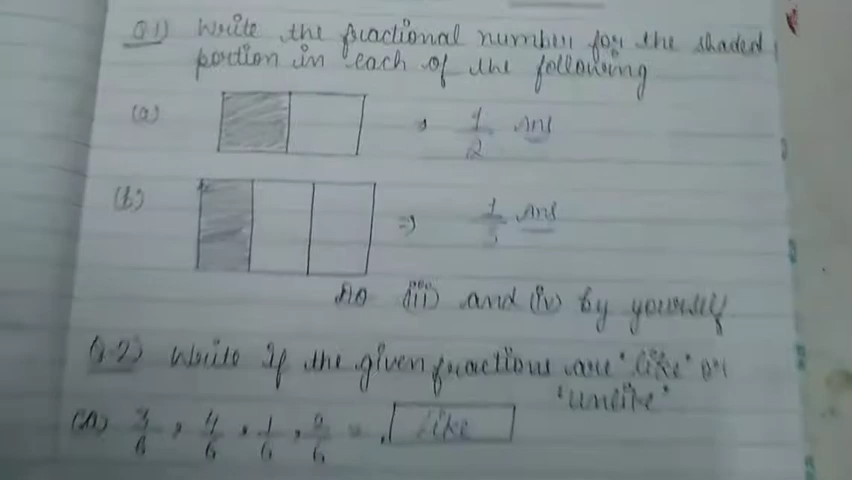 Q1) Write the fractional number for the shaded
portion in each of the following
(a) → 1/2 Ans
(b) ⇒ 1/ Ans
Do (iii) and (iv) by yourself
Q.2) Write if the given fractions are 'like' or
'unlike'
(A) 3/6, 4/6, 1/6, 2/6 = Like